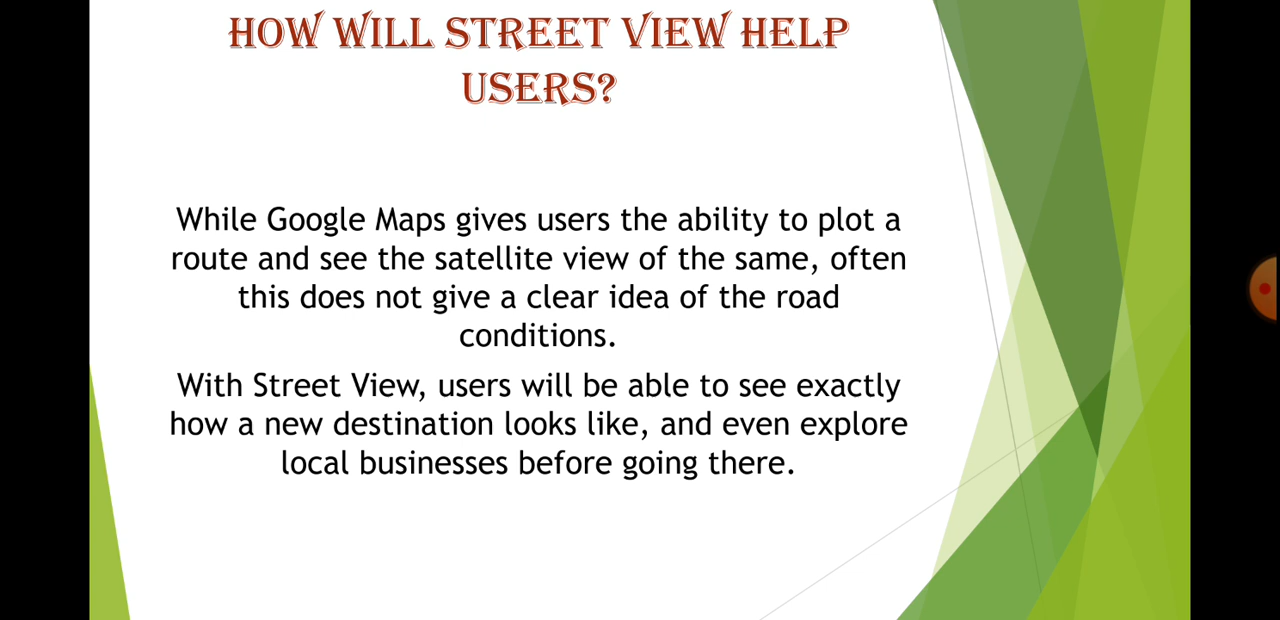 HOW WILL STREET VIEW HELP
USERS?
While Google Maps gives users the ability to plot a
route and see the satellite view of the same, often
this does not give a clear idea of the road
conditions.
With Street View, users will be able to see exactly
how a new destination looks like, and even explore
local businesses before going there.